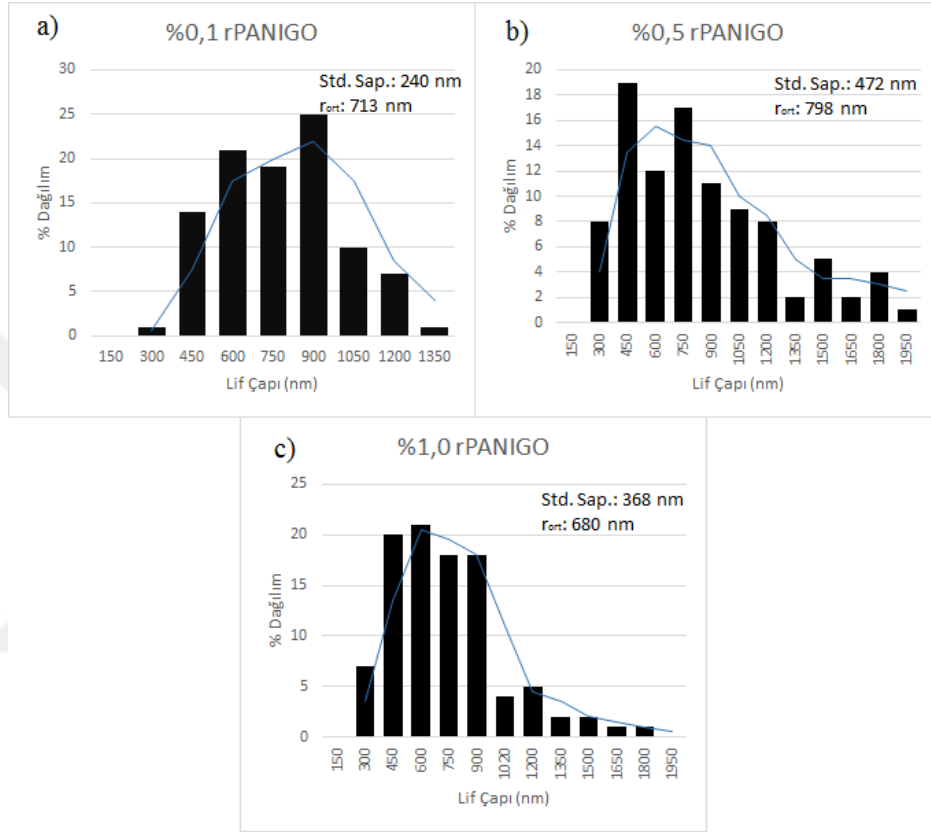 a)
%0,1 rPANIGO
Std. Sap.: 240 nm
rort: 713 nm
30
25
20
15
10
5
0
% Dağılım
150 300 450 600 750 900 1050 1200 1350
Lif Çapı (nm)
b)
%0,5 rPANIGO
Std. Sap.: 472 nm
rort: 798 nm
20
18
16
14
12
10
8
6
4
2
0
% Dağılım
150 300 450 600 750 900 1050 1200 1350 1500 1650 1800 1950
Lif Çapı (nm)
c)
%1,0 rPANIGO
Std. Sap.: 368 nm
rort: 680 nm
25
20
15
10
5
0
% Dağılım
150 300 450 600 750 900 1020 1200 1350 1500 1650 1800 1950
Lif Çapı (nm)